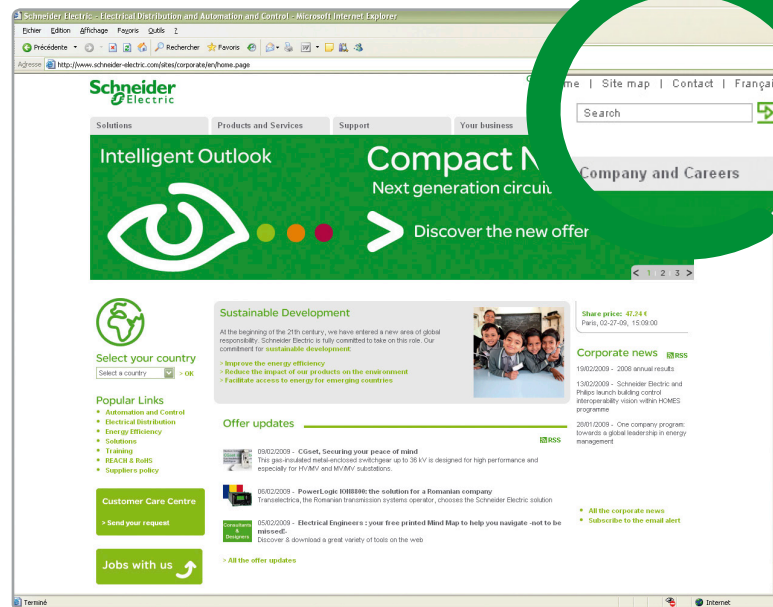 Schneider Electric - Electrical Distribution and Automation and Control - Microsoft Internet Explorer
Fichier Edition Affichage Favoris Outils ?
Précédente Rechercher Favoris
Adresse http://www.schneider-electric.com/sites/corporate/en/home.page
Schneider
Electric
me | Site map | Contact | Françai
Search
Solutions Products and Services Support Your business Company and Careers
Intelligent Outlook
Compact N
Next generation circui
Discover the new offer
< 1 | 2 | 3 >
Select your country
Select a country > OK
Popular Links
Automation and Control
Electrical Distribution
Energy Efficiency
Solutions
Training
REACH & RoHS
Suppliers policy
Customer Care Centre
> Send your request
Jobs with us
Sustainable Development
At the beginning of the 21th century, we have entered a new area of global
responsibility. Schneider Electric is fully committed to take on this role. Our
commitment for sustainable development:
> Improve the energy efficiency
> Reduce the impact of our products on the environment
> Facilitate access to energy for emerging countries
Offer updates
RSS
09/02/2009 - CGset, Securing your peace of mind
This gas-insulated metal-enclosed switchgear up to 36 kV is designed for high performance and
especially for HV/MV and MV/MV substations.
06/02/2009 - PowerLogic ION8800: the solution for a Romanian company
Transelectrica, the Romanian transmission systems operator, chooses the Schneider Electric solution
Consultants
&
Designers
05/02/2009 - Electrical Engineers : your free printed Mind Map to help you navigate -not to be
missed!-
Discover & download a great variety of tools on the web
> All the offer updates
Share price: 47.24 €
Paris, 02-27-09, 15:09:00
Corporate news RSS
19/02/2009 - 2008 annual results
13/02/2009 - Schneider Electric and
Philips launch building control
interoperability vision within HOMES
programme
28/01/2009 - One company program:
towards a global leadership in energy
management
All the corporate news
Subscribe to the email alert
Terminé Internet